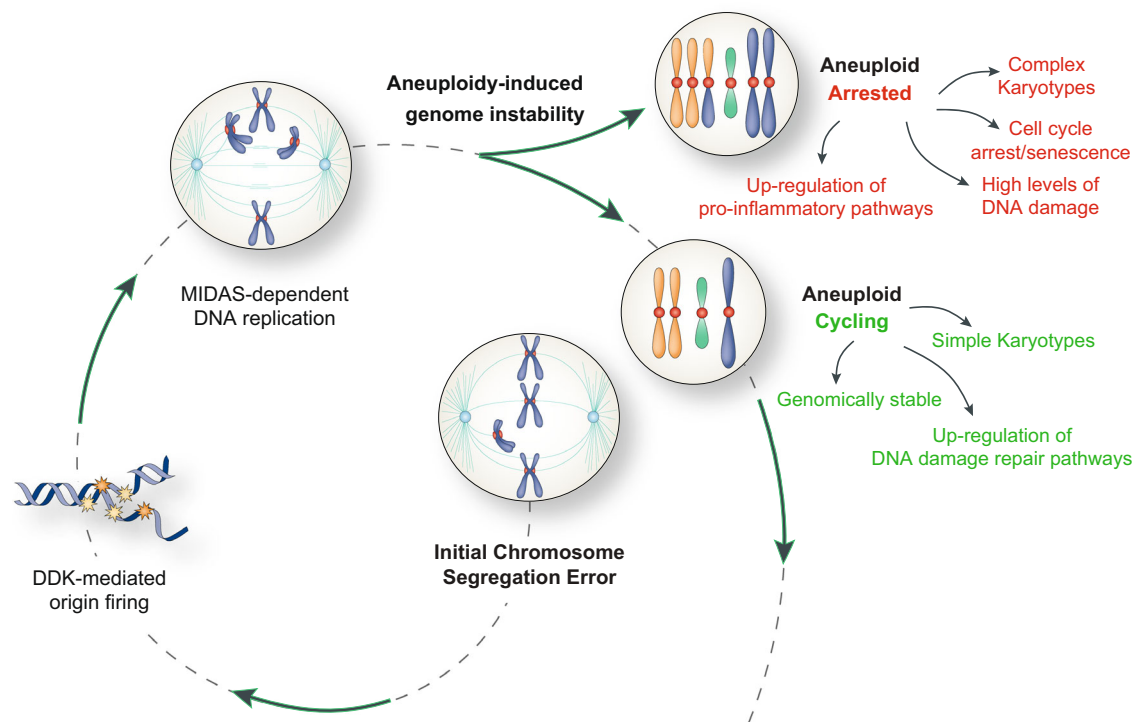 Aneuploidy-induced
genome instability
Aneuploid
Arrested
Complex
Karyotypes
Cell cycle
arrest/senescence
High levels of
DNA damage
Up-regulation of
pro-inflammatory pathways
MIDAS-dependent
DNA replication
Aneuploid
Cycling
Simple Karyotypes
Genomically stable
Up-regulation of
DNA damage repair pathways
Initial Chromosome
Segregation Error
DDK-mediated
origin firing